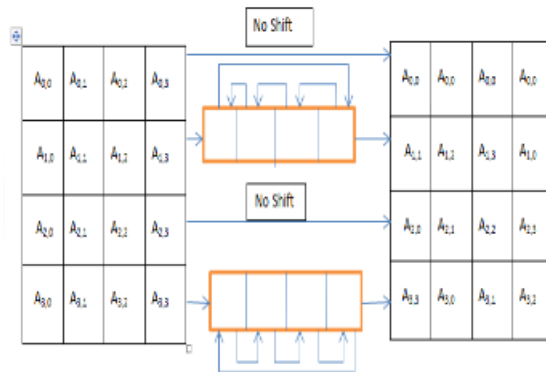 No Shift
A0,0 A0,1 A0,2 A0,3
A0,0 A0,0 A0,0 A0,0
A1,0 A1,1 A1,2 A1,3
A1,1 A1,2 A1,3 A1,0
No Shift
A2,0 A2,1 A2,2 A2,3
A2,0 A2,1 A2,2 A2,3
A3,0 A3,1 A3,2 A3,3
A3,3 A3,0 A3,1 A3,2